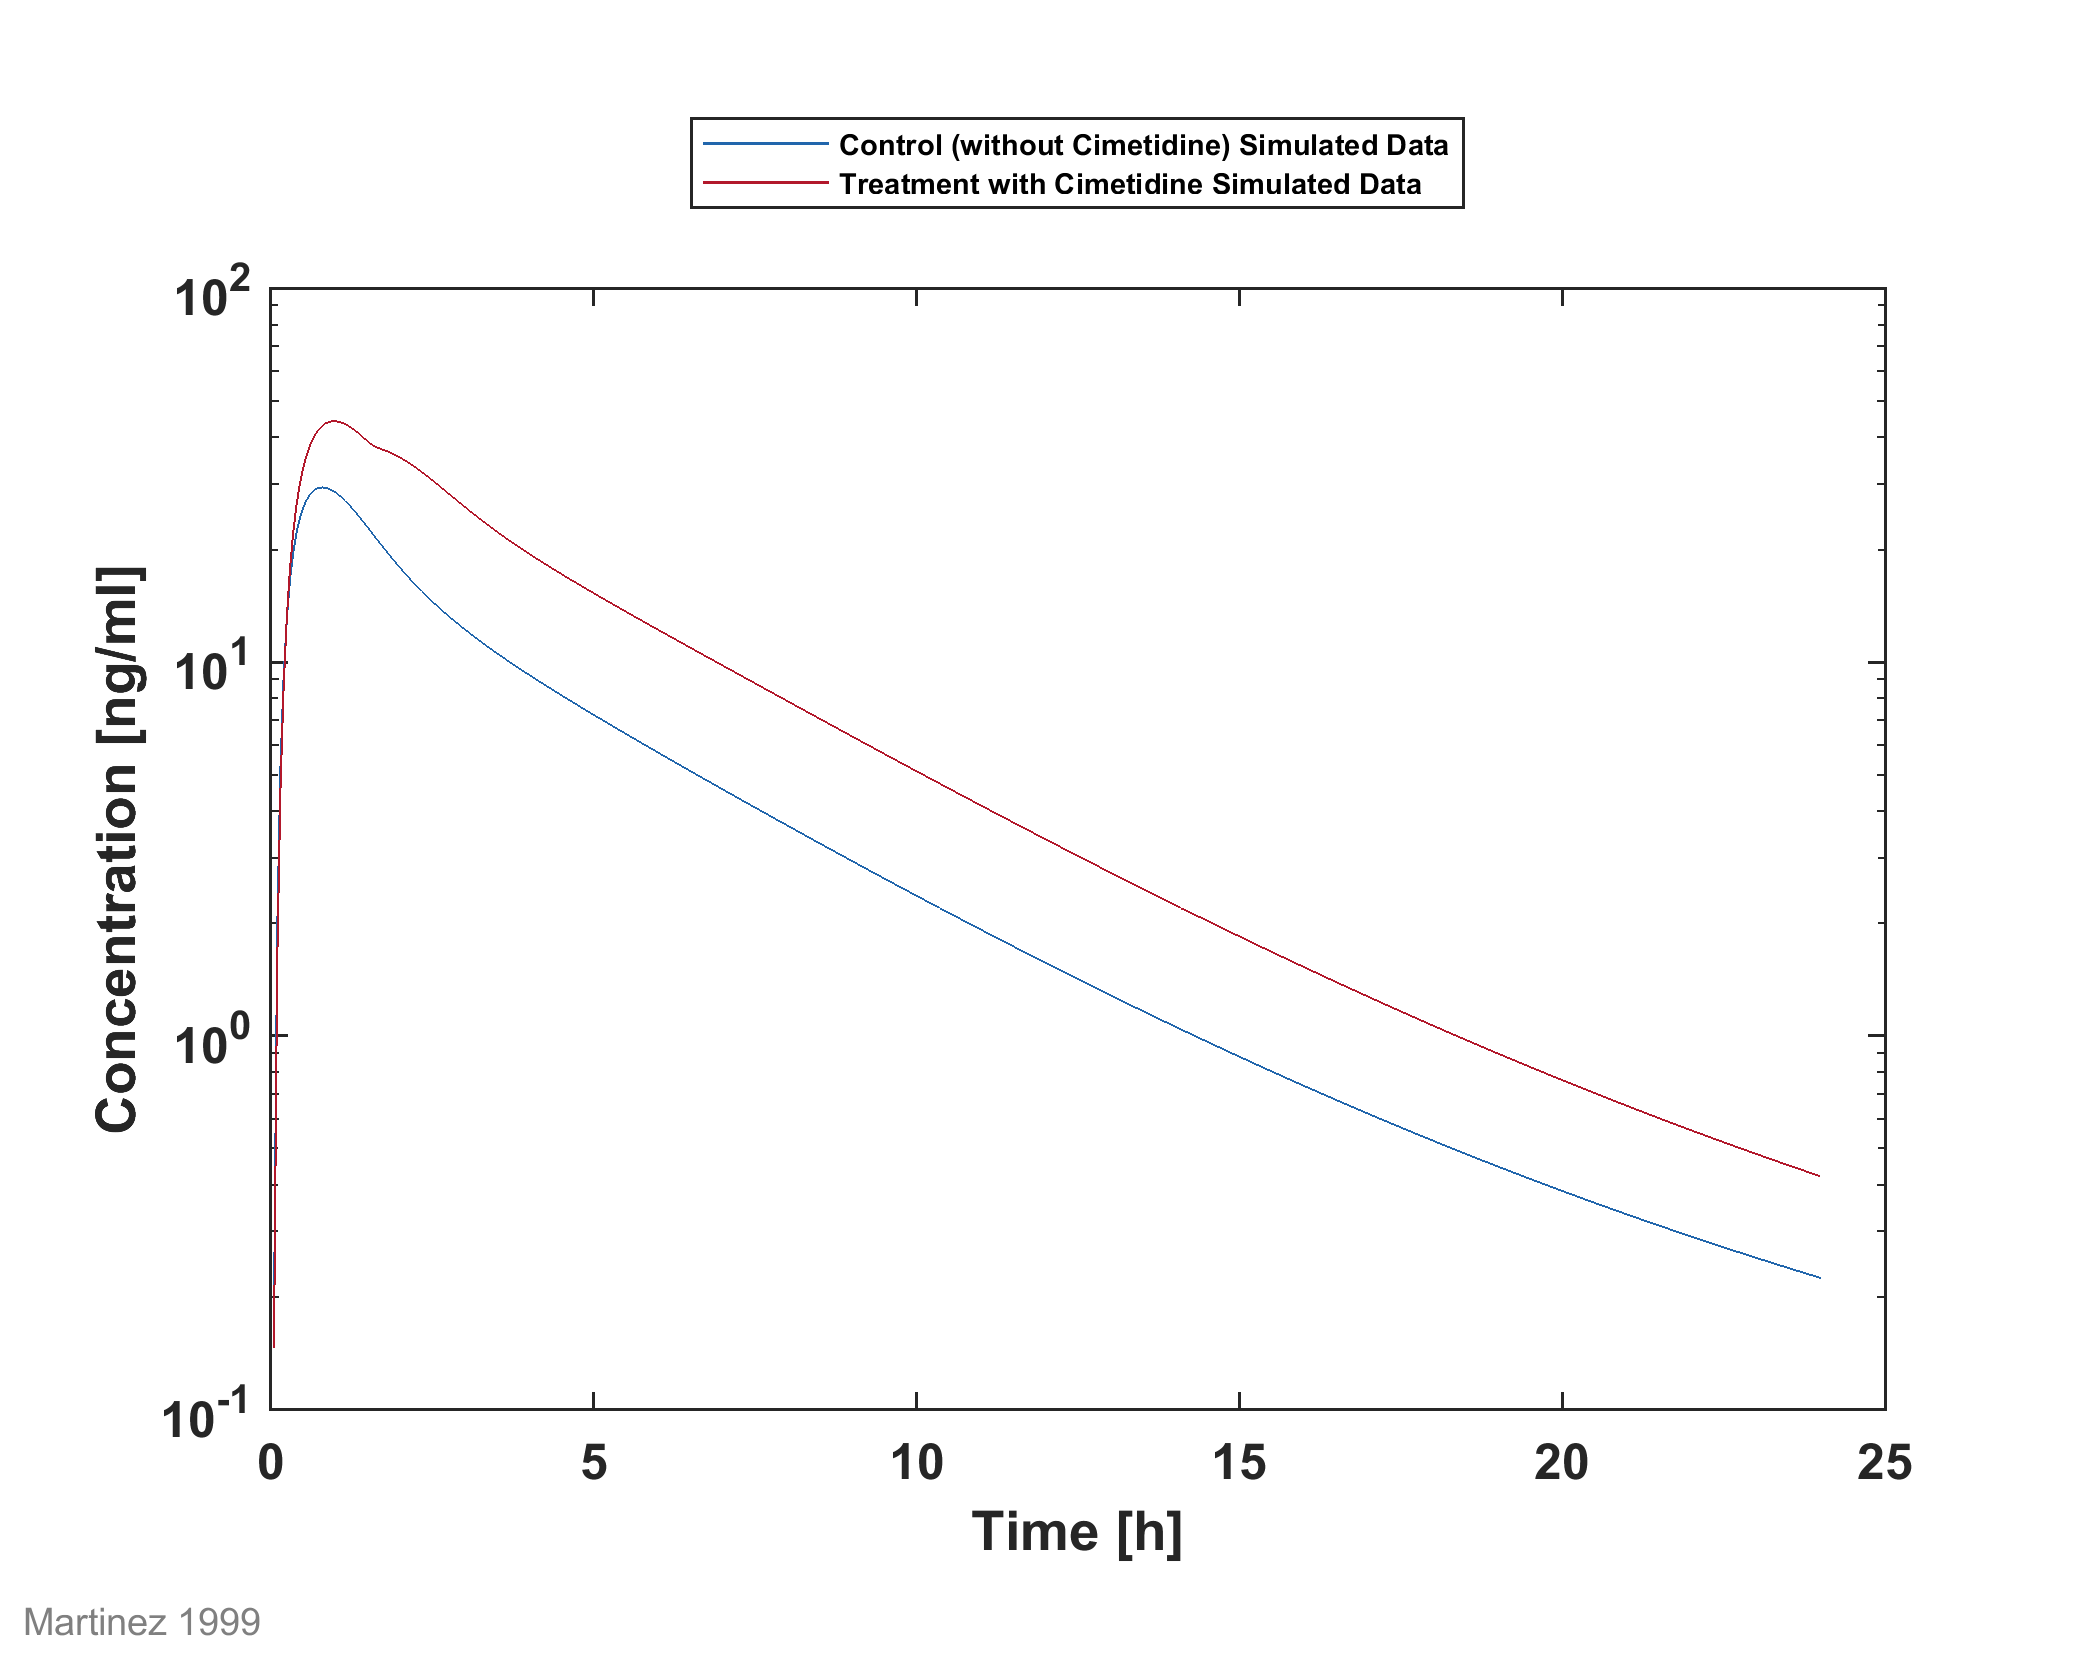 Control (without Cimetidine) Simulated Data
Treatment with Cimetidine Simulated Data
10^2
10^1
10^0
10^-1
Concentration [ng/ml]
0 5 10 15 20 25
Time [h]
Martinez 1999